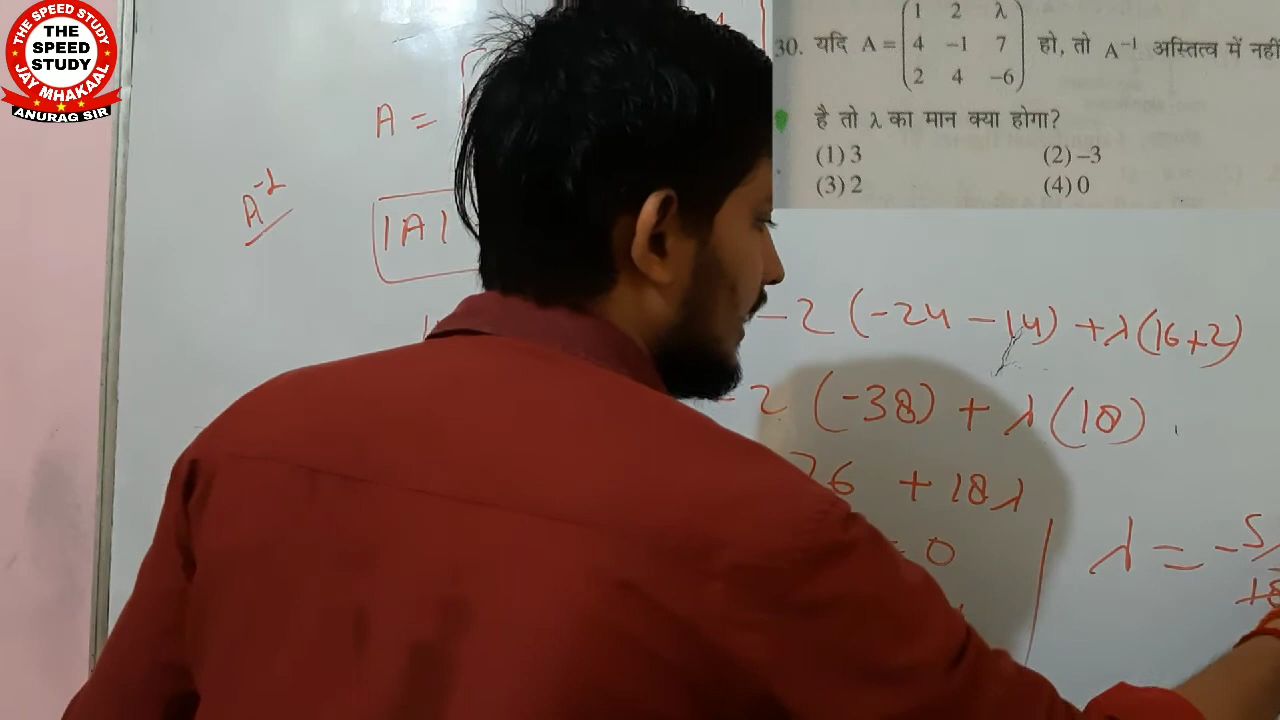 THE SPEED STUDY
THE
SPEED
STUDY
JAY MHAKAAL
ANURAG SIR
30. यदि A = ( 1 2 λ
4 -1 7
2 4 -6 ) हो, तो A⁻¹ अस्तित्व में नहीं
है तो λ का मान क्या होगा?
(1) 3 (2) –3
(3) 2 (4) 0
A =
A⁻¹
|A|
-2 (-24 - 14) + λ(16+2)
-2 (-38) + λ(18)
76 + 18λ
= 0
λ = -5